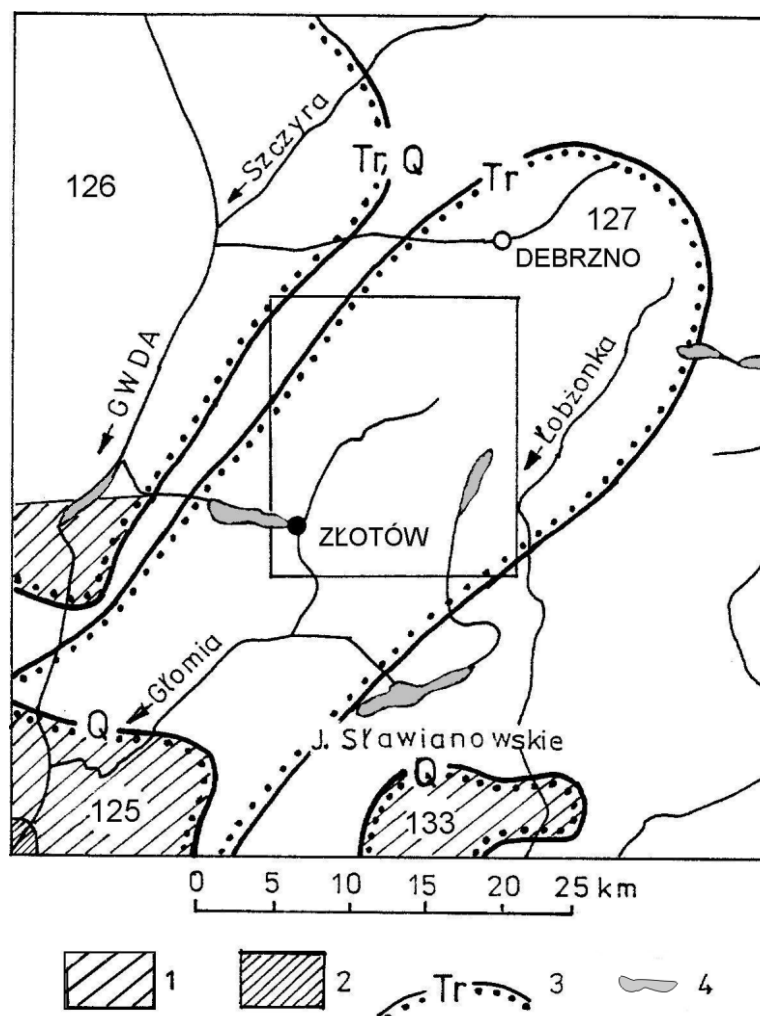 Szczyra
Tr, Q
Tr
126
127
DEBRZNO
GWDA
Łobżonka
ZŁOTÓW
Głomia
Q
J. Sławianowskie
Q
125
133
0 5 10 15 20 25 km
1 2 Tr 3 4